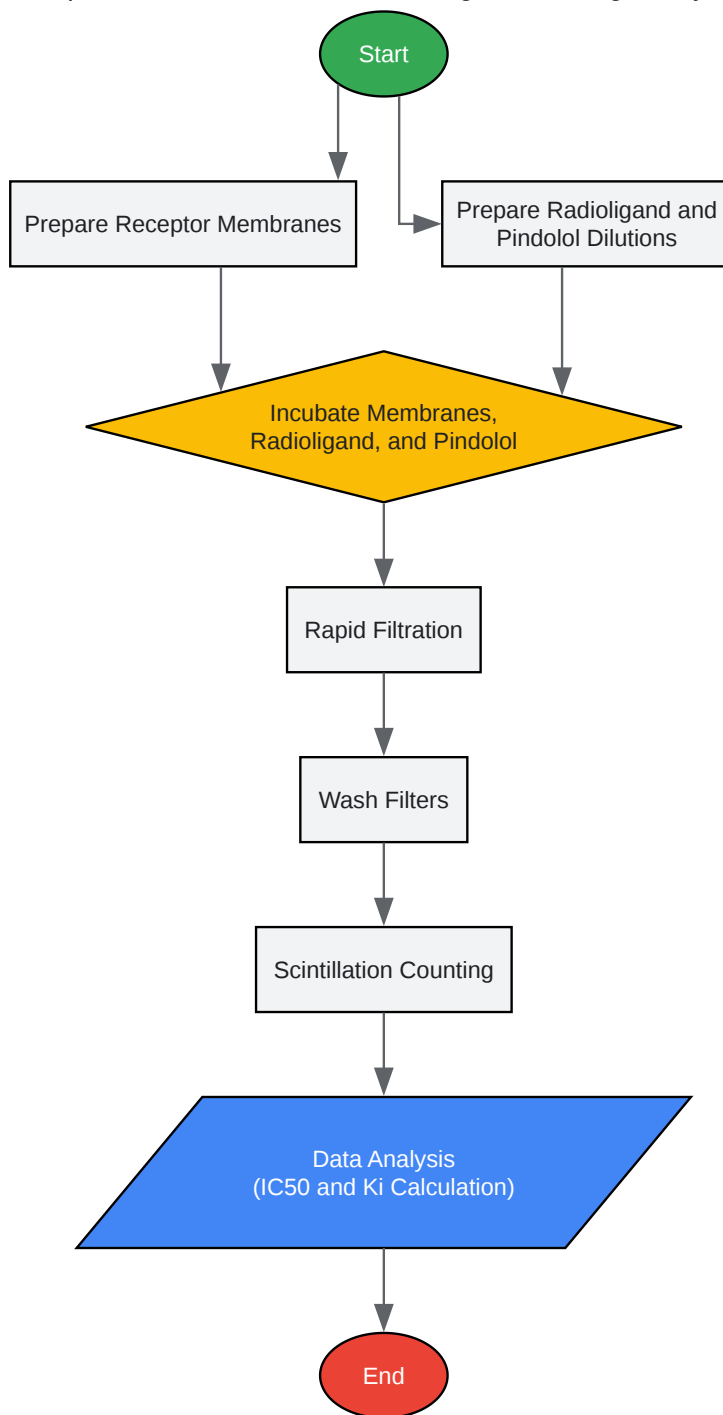 Start
Prepare Receptor Membranes
Prepare Radioligand and
Pindolol Dilutions
Incubate Membranes,
Radioligand, and Pindolol
Rapid Filtration
Wash Filters
Scintillation Counting
Data Analysis
(IC50 and Ki Calculation)
End